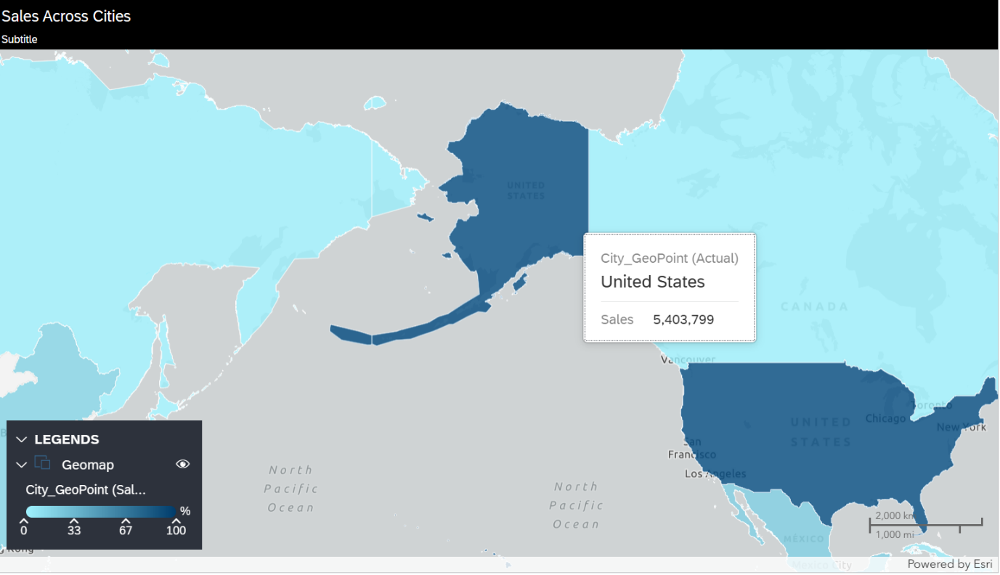 Sales Across Cities
Subtitle
UNITED
STATES
City_GeoPoint (Actual)
United States
Sales 5,403,799
CANADA
Vancouver
Toronto
Chicago
UNITED
STATES
New York
San
Francisco
Los Angeles
LEGENDS
Geomap
City_GeoPoint (Sal...
%
0 33 67 100
North
Pacific
Ocean
North
Pacific
Ocean
2,000 km
1,000 mi
MÉXICO
Mexico City
Powered by Esri